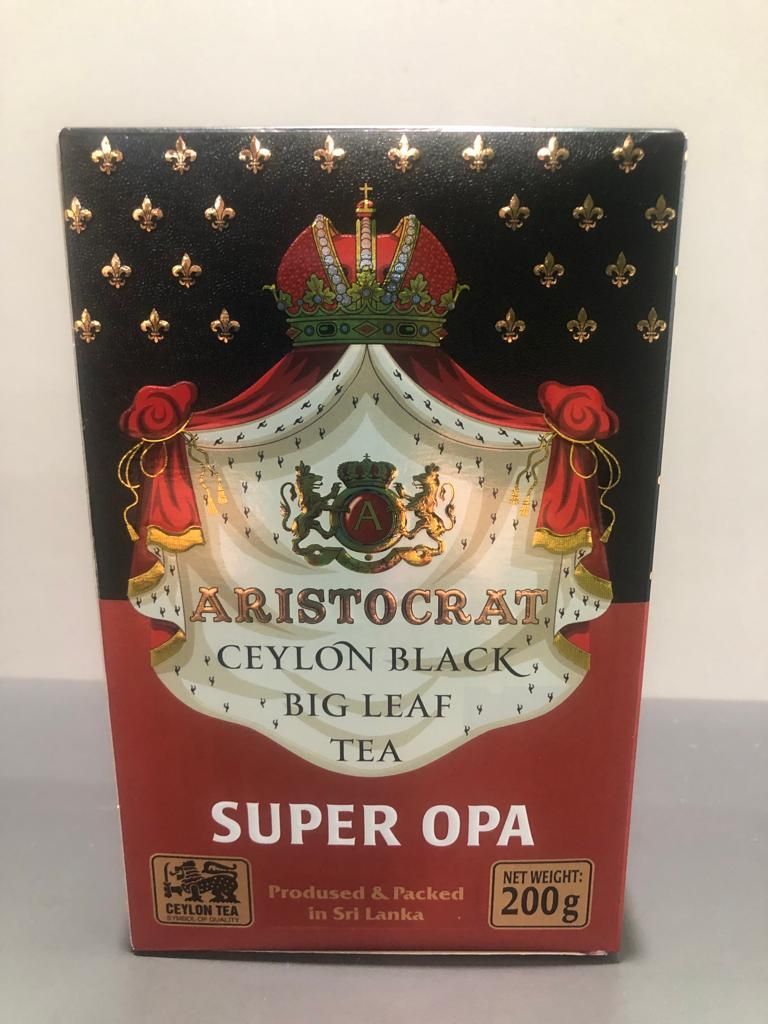 A
ARISTOCRAT
CEYLON BLACK
BIG LEAF
TEA
SUPER OPA
CEYLON TEA
SYMBOL OF QUALITY
Prodused & Packed
in Sri Lanka
NET WEIGHT:
200g